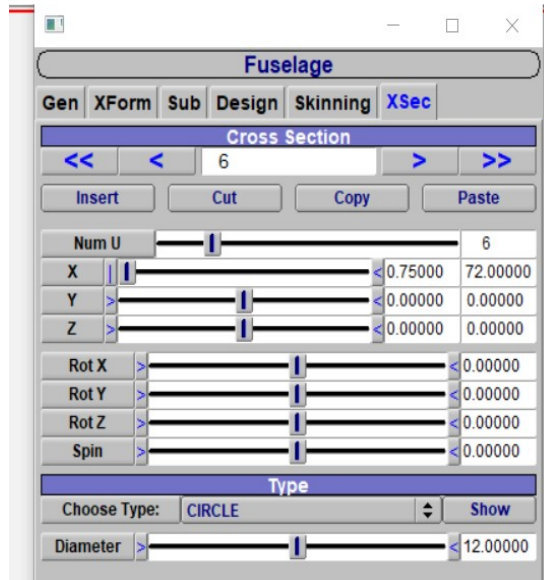 Fuselage
Gen XForm Sub Design Skinning XSec
Cross Section
<< < 6 > >>
Insert Cut Copy Paste
Num U 6
X | < 0.75000 72.00000
Y > < 0.00000 0.00000
Z > < 0.00000 0.00000
Rot X > < 0.00000
Rot Y > < 0.00000
Rot Z > < 0.00000
Spin > < 0.00000
Type
Choose Type: CIRCLE Show
Diameter > < 12.00000